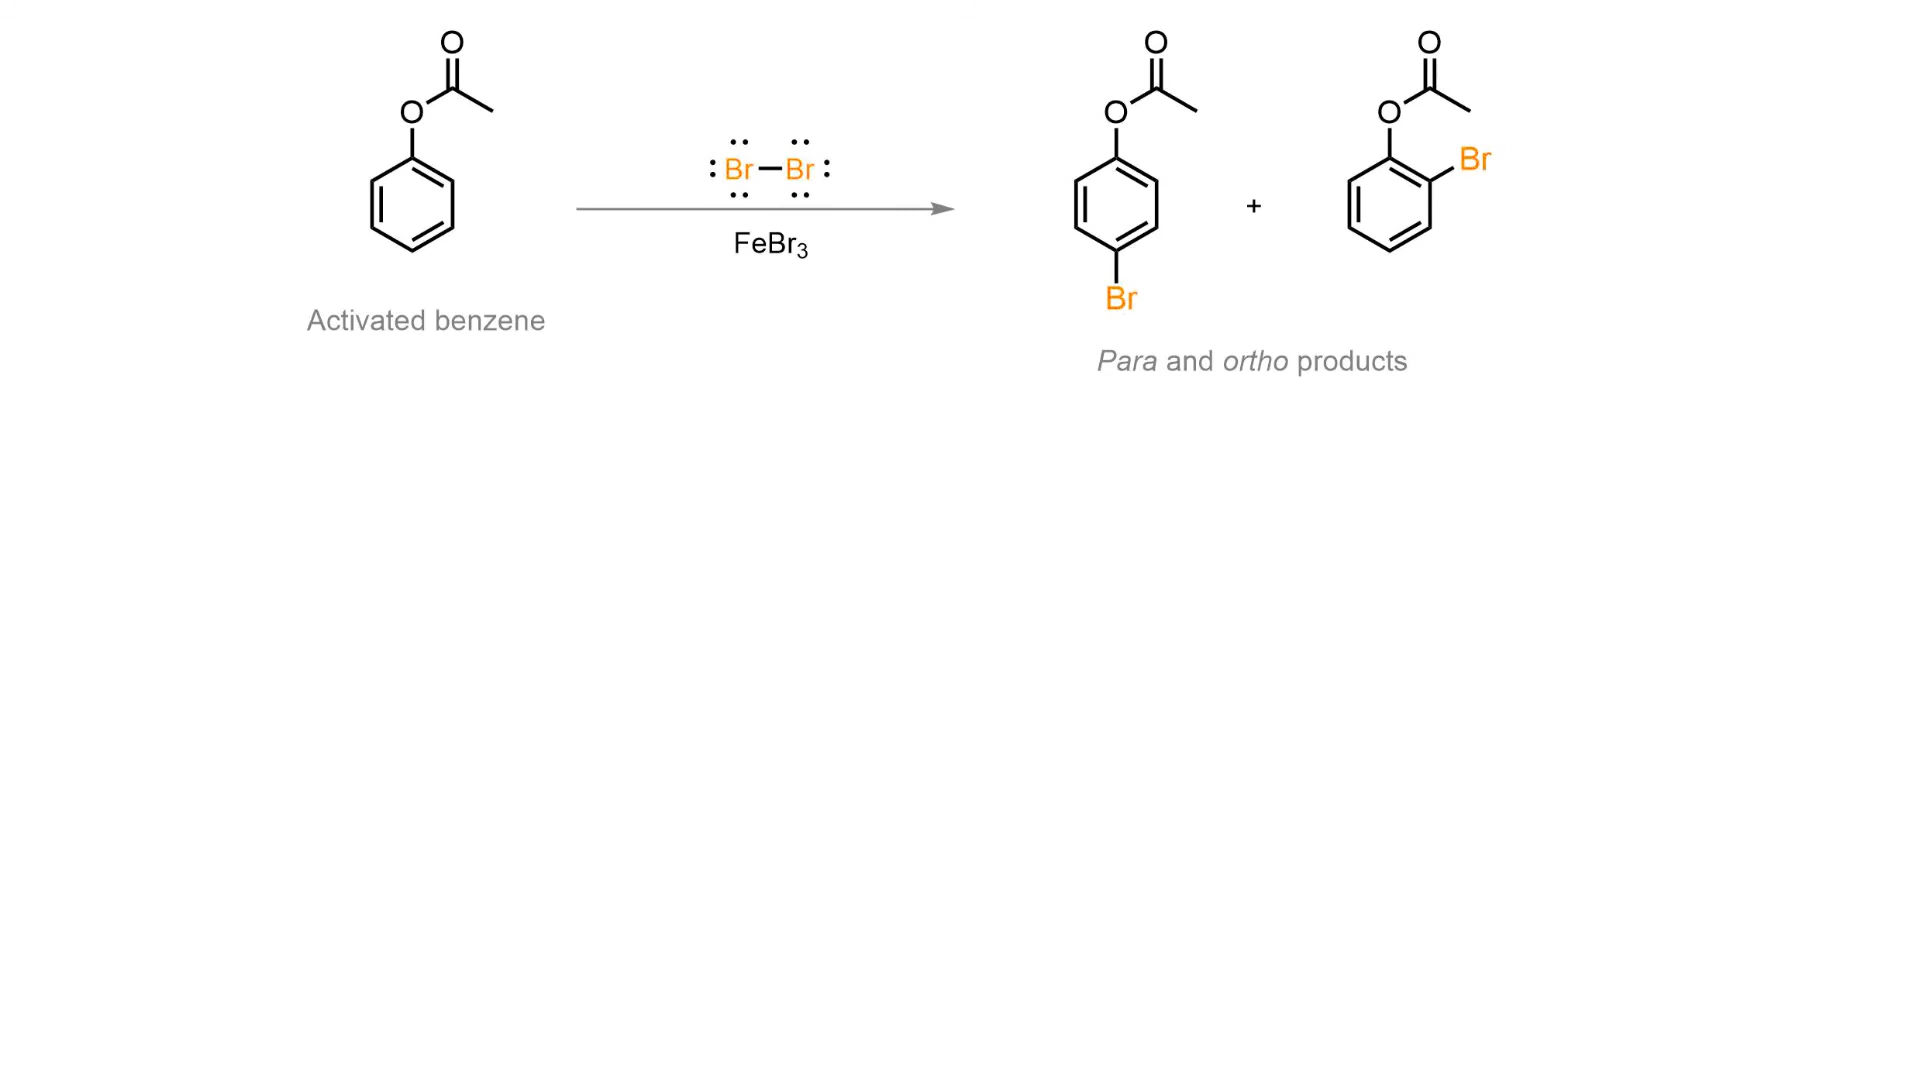 O
O
Activated benzene
:Br—Br:
FeBr₃
O
O
Br
+
O
O
Br
Para and ortho products